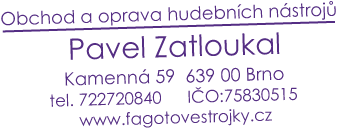 Obchod a oprava hudebních nástrojů
Pavel Zatloukal
Kamenná 59 639 00 Brno
tel. 722720840 IČO:75830515
www.fagotovestrojky.cz